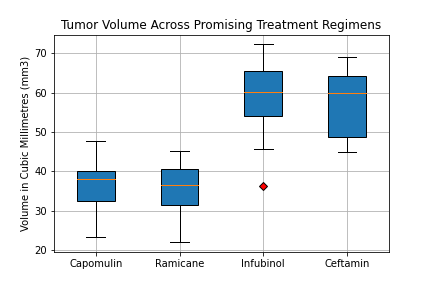 Tumor Volume Across Promising Treatment Regimens
Volume in Cubic Millimetres (mm3)
70
60
50
40
30
20
Capomulin Ramicane Infubinol Ceftamin